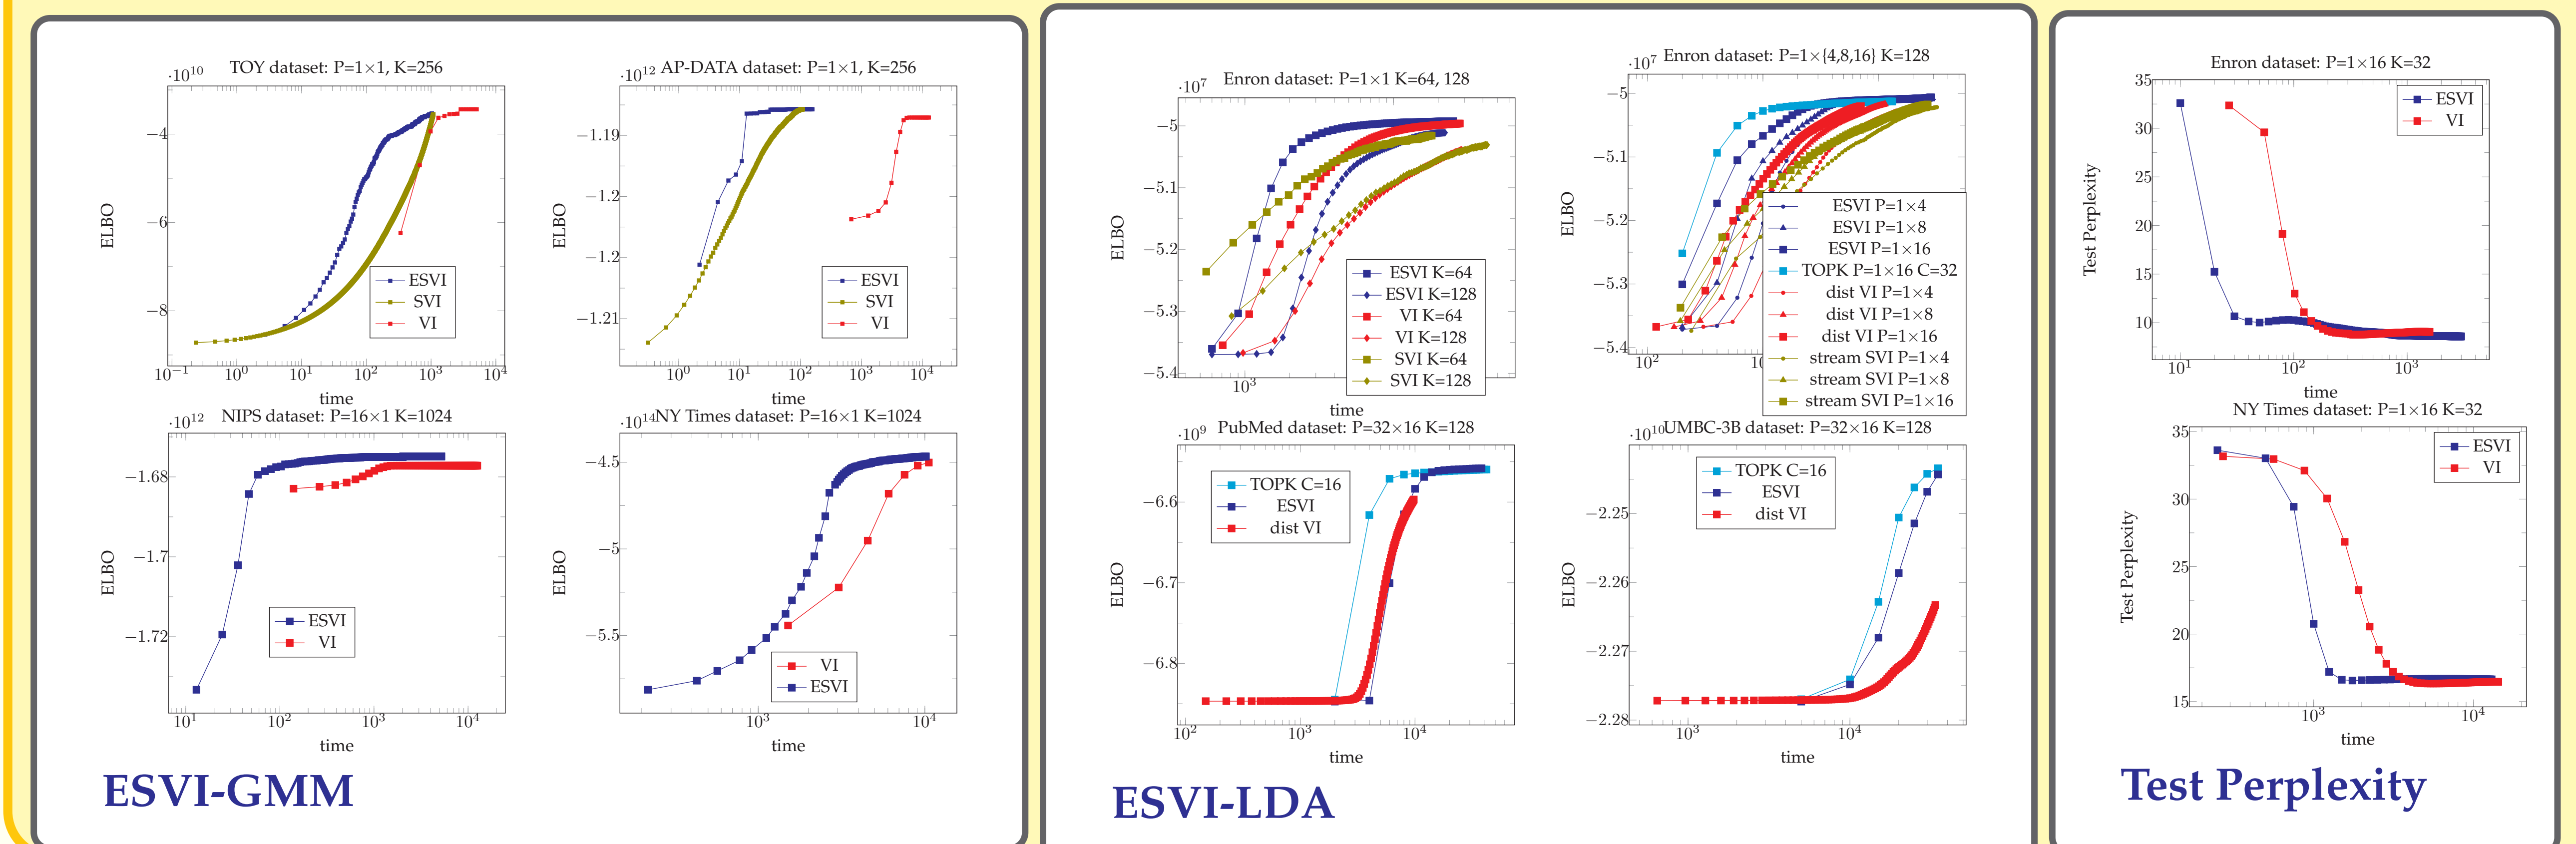 ·10^10 TOY dataset: P=1×1, K=256
ELBO
−4
−6
−8
ESVI
SVI
VI
10^−1 10^0 10^1 10^2 10^3 10^4
time
·10^12 AP-DATA dataset: P=1×1, K=256
ELBO
−1.19
−1.2
−1.2
−1.21
ESVI
SVI
VI
10^0 10^1 10^2 10^3 10^4
time
·10^12 NIPS dataset: P=16×1 K=1024
ELBO
−1.68
−1.7
−1.72
ESVI
VI
10^1 10^2 10^3 10^4
time
·10^14 NY Times dataset: P=16×1 K=1024
ELBO
−4.5
−5
−5.5
VI
ESVI
10^3 10^4
time
ESVI-GMM
·10^7 Enron dataset: P=1×1 K=64, 128
ELBO
−5
−5.1
−5.2
−5.3
−5.4
ESVI K=64
ESVI K=128
VI K=64
VI K=128
SVI K=64
SVI K=128
10^3
time
·10^7 Enron dataset: P=1×{4,8,16} K=128
ELBO
−5
−5.1
−5.2
−5.3
−5.4
ESVI P=1×4
ESVI P=1×8
ESVI P=1×16
TOPK P=1×16 C=32
dist VI P=1×4
dist VI P=1×8
dist VI P=1×16
stream SVI P=1×4
stream SVI P=1×8
stream SVI P=1×16
10^2
·10^9 PubMed dataset: P=32×16 K=128
ELBO
−6.6
−6.7
−6.8
TOPK C=16
ESVI
dist VI
10^2 10^3 10^4
time
·10^10 UMBC-3B dataset: P=32×16 K=128
ELBO
−2.25
−2.26
−2.27
−2.28
TOPK C=16
ESVI
dist VI
10^3 10^4
time
ESVI-LDA
Enron dataset: P=1×16 K=32
Test Perplexity
35
30
25
20
15
10
ESVI
VI
10^1 10^2 10^3
time
NY Times dataset: P=1×16 K=32
Test Perplexity
35
30
25
20
15
ESVI
VI
10^3 10^4
time
Test Perplexity